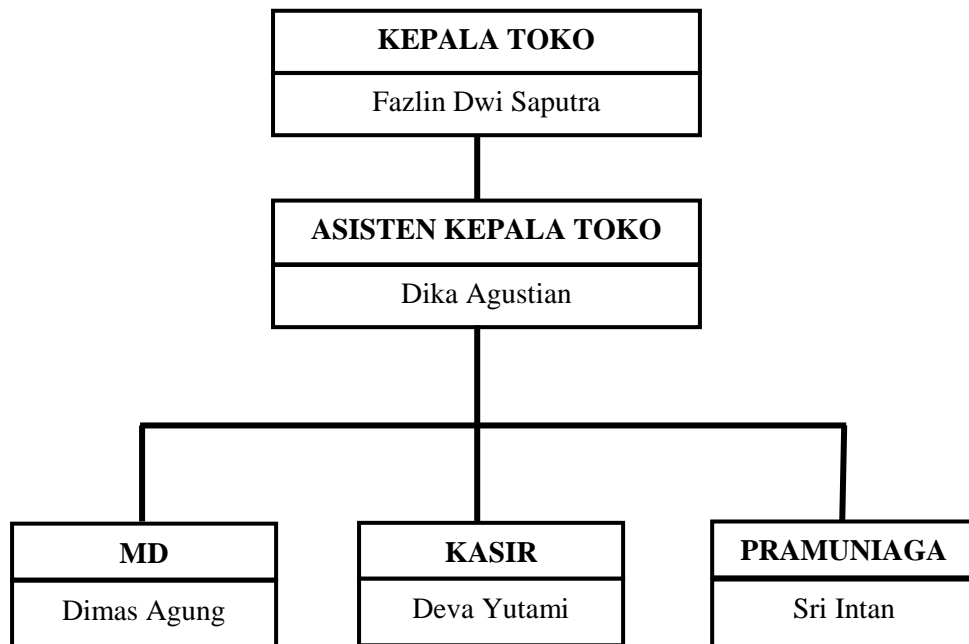 KEPALA TOKO
Fazlin Dwi Saputra
ASISTEN KEPALA TOKO
Dika Agustian
MD
Dimas Agung
KASIR
Deva Yutami
PRAMUNIAGA
Sri Intan